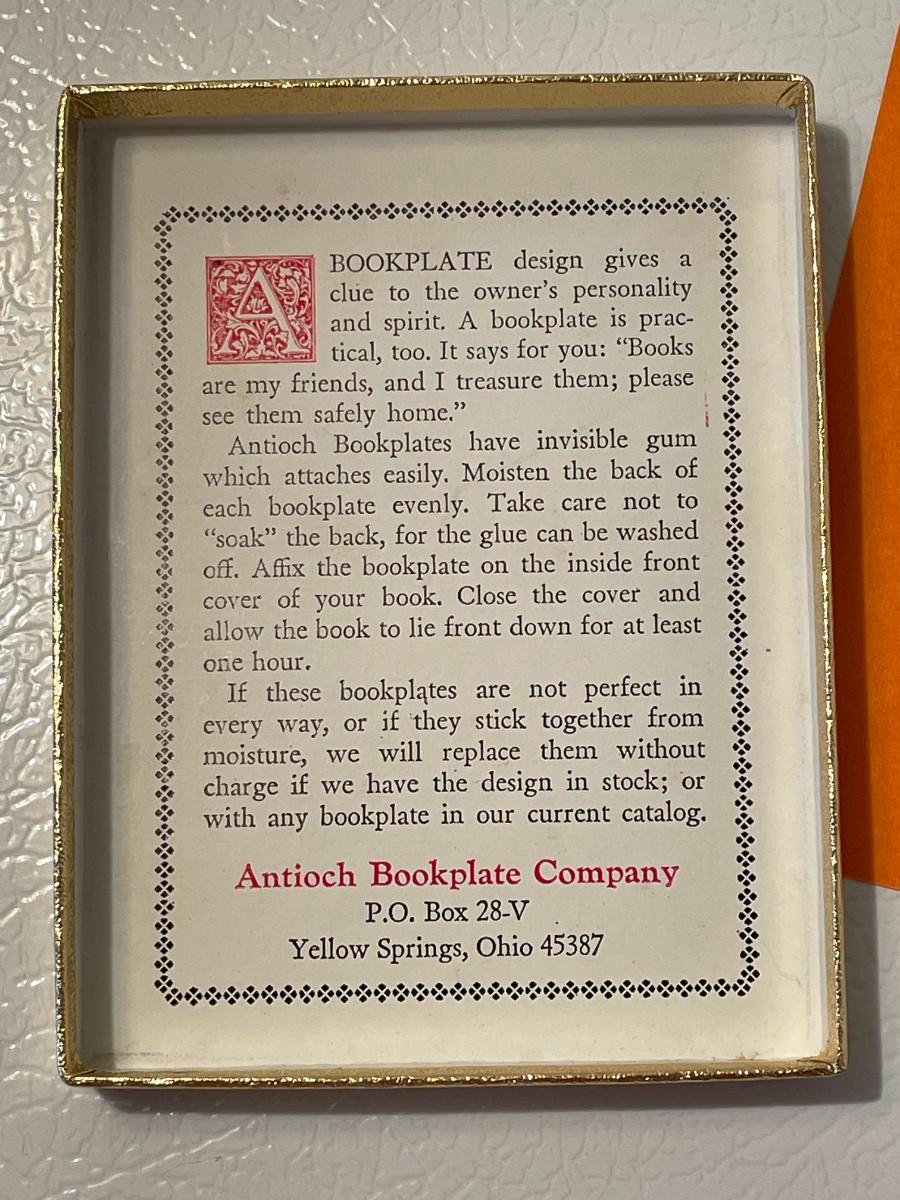 A BOOKPLATE design gives a
clue to the owner's personality
and spirit. A bookplate is prac-
tical, too. It says for you: “Books
are my friends, and I treasure them; please
see them safely home.”
Antioch Bookplates have invisible gum
which attaches easily. Moisten the back of
each bookplate evenly. Take care not to
“soak” the back, for the glue can be washed
off. Affix the bookplate on the inside front
cover of your book. Close the cover and
allow the book to lie front down for at least
one hour.
If these bookplates are not perfect in
every way, or if they stick together from
moisture, we will replace them without
charge if we have the design in stock; or
with any bookplate in our current catalog.
Antioch Bookplate Company
P.O. Box 28-V
Yellow Springs, Ohio 45387